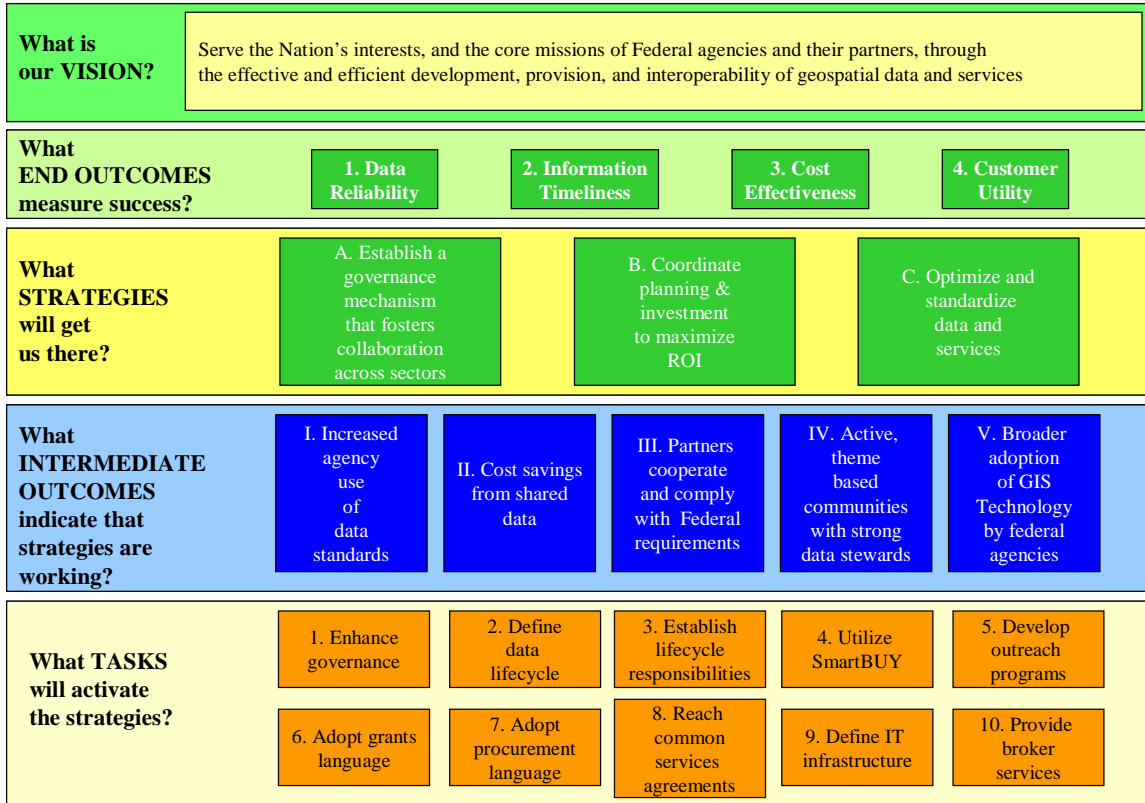 What is
our VISION?
Serve the Nation’s interests, and the core missions of Federal agencies and their partners, through
the effective and efficient development, provision, and interoperability of geospatial data and services
What
END OUTCOMES
measure success?
1. Data
Reliability
2. Information
Timeliness
3. Cost
Effectiveness
4. Customer
Utility
What
STRATEGIES
will get
us there?
A. Establish a
governance
mechanism
that fosters
collaboration
across sectors
B. Coordinate
planning &
investment
to maximize
ROI
C. Optimize and
standardize
data and
services
What
INTERMEDIATE
OUTCOMES
indicate that
strategies are
working?
I. Increased
agency
use
of
data
standards
II. Cost savings
from shared
data
III. Partners
cooperate
and comply
with Federal
requirements
IV. Active,
theme
based
communities
with strong
data stewards
V. Broader
adoption
of GIS
Technology
by federal
agencies
What TASKS
will activate
the strategies?
1. Enhance
governance
2. Define
data
lifecycle
3. Establish
lifecycle
responsibilities
4. Utilize
SmartBUY
5. Develop
outreach
programs
6. Adopt grants
language
7. Adopt
procurement
language
8. Reach
common
services
agreements
9. Define IT
infrastructure
10. Provide
broker
services